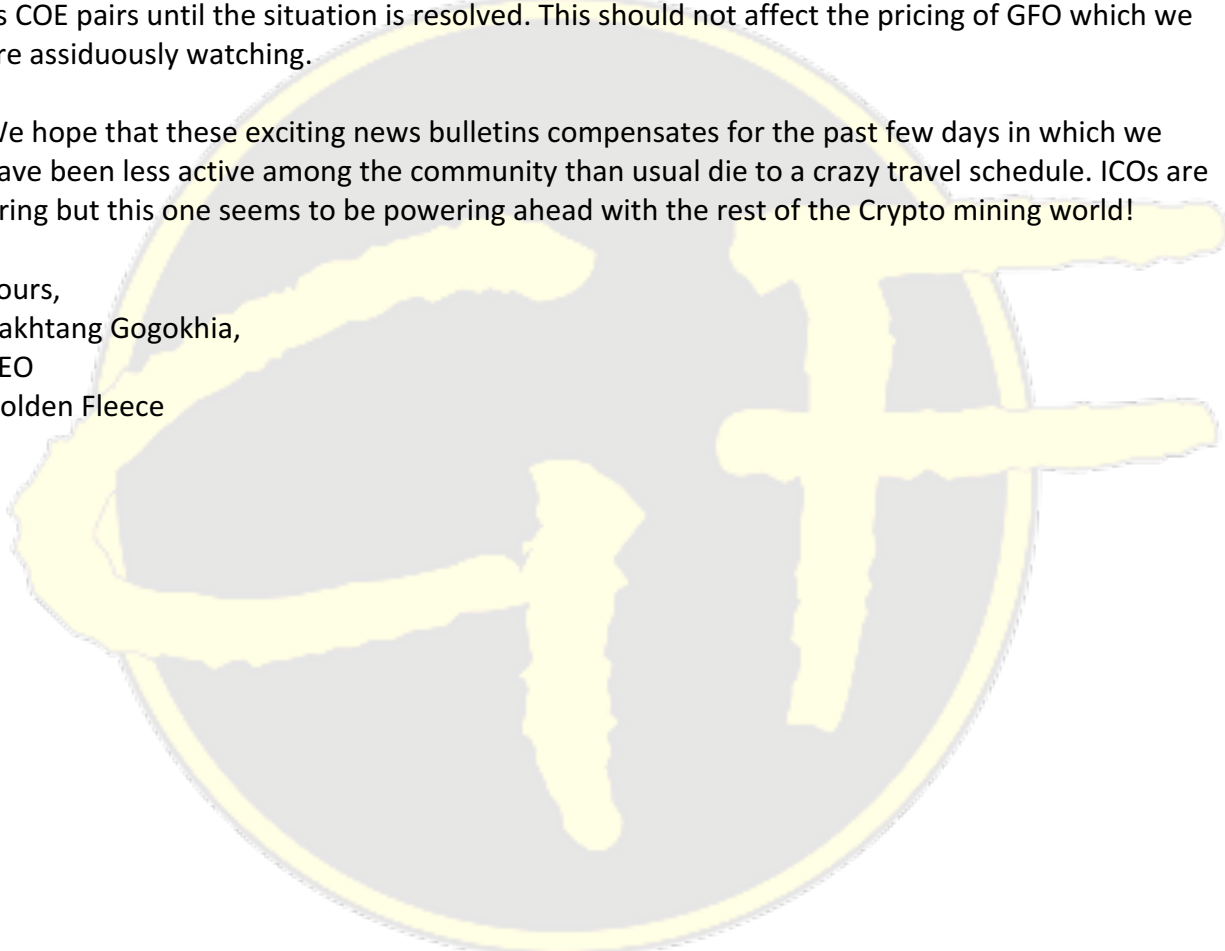 s COE pairs until the situation is resolved. This should not affect the pricing of GFO which we
re assiduously watching.
We hope that these exciting news bulletins compensates for the past few days in which we
ave been less active among the community than usual die to a crazy travel schedule. ICOs are
ring but this one seems to be powering ahead with the rest of the Crypto mining world!
ours,
akhtang Gogokhia,
EO
olden Fleece
GF